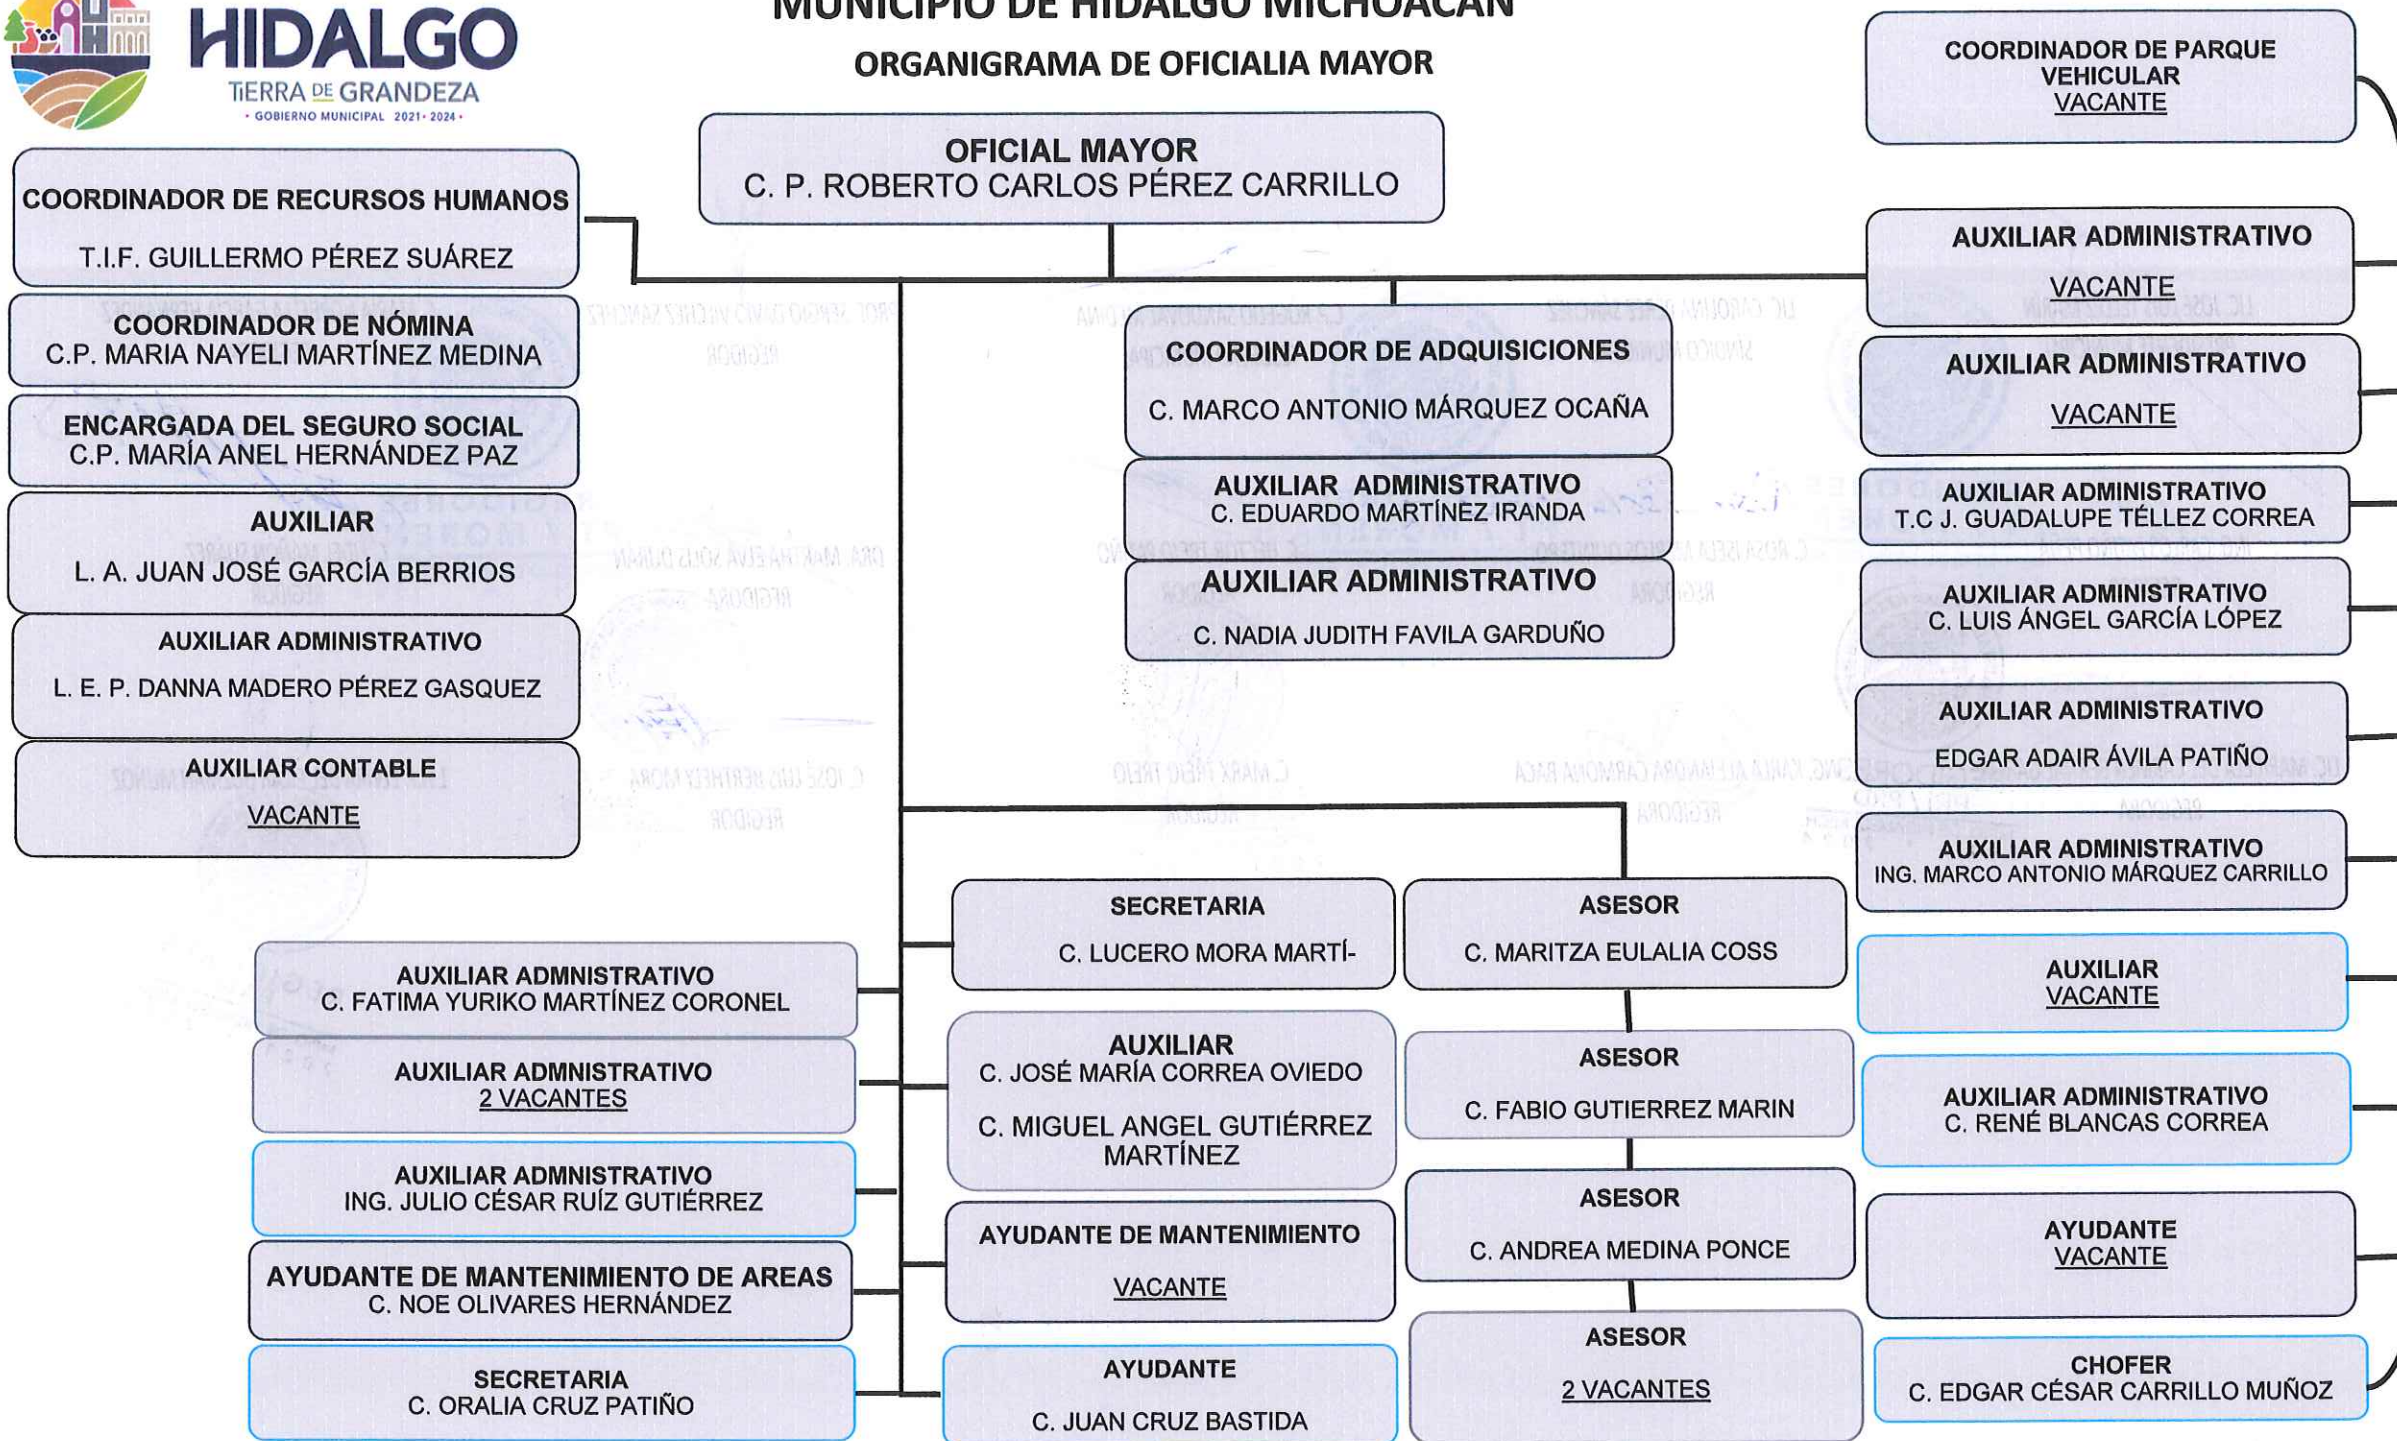 HIDALGO
TIERRA DE GRANDEZA
• GOBIERNO MUNICIPAL 2021 • 2024 •
MUNICIPIO DE HIDALGO MICHOACAN
ORGANIGRAMA DE OFICIALIA MAYOR
OFICIAL MAYOR
C. P. ROBERTO CARLOS PÉREZ CARRILLO
COORDINADOR DE RECURSOS HUMANOS
T.I.F. GUILLERMO PÉREZ SUÁREZ
COORDINADOR DE NÓMINA
C.P. MARIA NAYELI MARTÍNEZ MEDINA
ENCARGADA DEL SEGURO SOCIAL
C.P. MARÍA ANEL HERNÁNDEZ PAZ
AUXILIAR
L. A. JUAN JOSÉ GARCÍA BERRIOS
AUXILIAR ADMINISTRATIVO
L. E. P. DANNA MADERO PÉREZ GASQUEZ
AUXILIAR CONTABLE
VACANTE
COORDINADOR DE ADQUISICIONES
C. MARCO ANTONIO MÁRQUEZ OCAÑA
AUXILIAR ADMINISTRATIVO
C. EDUARDO MARTÍNEZ IRANDA
AUXILIAR ADMINISTRATIVO
C. NADIA JUDITH FAVILA GARDUÑO
AUXILIAR ADMNISTRATIVO
C. FATIMA YURIKO MARTÍNEZ CORONEL
AUXILIAR ADMNISTRATIVO
2 VACANTES
AUXILIAR ADMNISTRATIVO
ING. JULIO CÉSAR RUÍZ GUTIÉRREZ
AYUDANTE DE MANTENIMIENTO DE AREAS
C. NOE OLIVARES HERNÁNDEZ
SECRETARIA
C. ORALIA CRUZ PATIÑO
SECRETARIA
C. LUCERO MORA MARTÍ-
AUXILIAR
C. JOSÉ MARÍA CORREA OVIEDO
C. MIGUEL ANGEL GUTIÉRREZ
MARTÍNEZ
AYUDANTE DE MANTENIMIENTO
VACANTE
AYUDANTE
C. JUAN CRUZ BASTIDA
ASESOR
C. MARITZA EULALIA COSS
ASESOR
C. FABIO GUTIERREZ MARIN
ASESOR
C. ANDREA MEDINA PONCE
ASESOR
2 VACANTES
COORDINADOR DE PARQUE
VEHICULAR
VACANTE
AUXILIAR ADMINISTRATIVO
VACANTE
AUXILIAR ADMINISTRATIVO
VACANTE
AUXILIAR ADMINISTRATIVO
T.C J. GUADALUPE TÉLLEZ CORREA
AUXILIAR ADMINISTRATIVO
C. LUIS ÁNGEL GARCÍA LÓPEZ
AUXILIAR ADMINISTRATIVO
EDGAR ADAIR ÁVILA PATIÑO
AUXILIAR ADMINISTRATIVO
ING. MARCO ANTONIO MÁRQUEZ CARRILLO
AUXILIAR
VACANTE
AUXILIAR ADMINISTRATIVO
C. RENÉ BLANCAS CORREA
AYUDANTE
VACANTE
CHOFER
C. EDGAR CÉSAR CARRILLO MUÑOZ